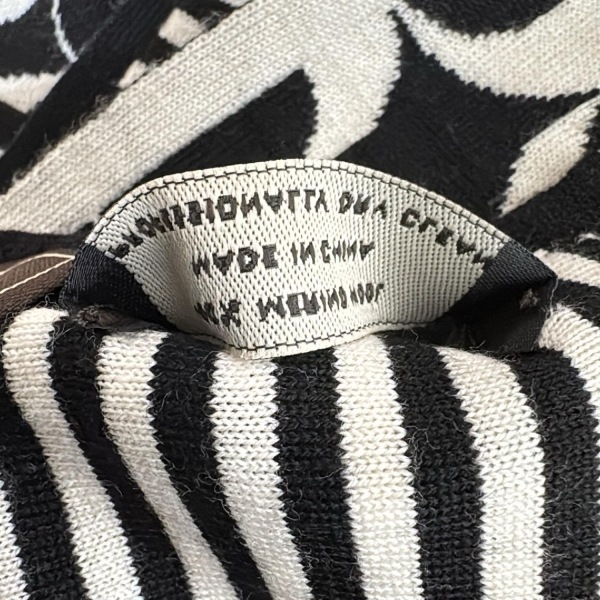 PROFESSIONALLY DRY CLEAN
MADE IN CHINA
MERINO WOOL